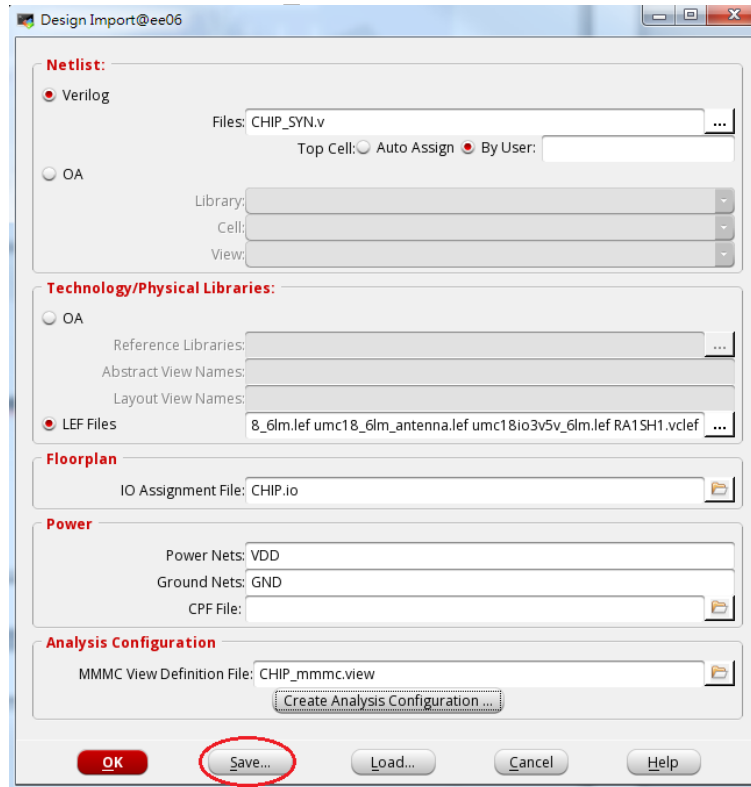 Design Import@ee06
Netlist:
Verilog
Files: CHIP_SYN.v ...
Top Cell: Auto Assign By User:
OA
Library:
Cell:
View:
Technology/Physical Libraries:
OA
Reference Libraries: ...
Abstract View Names:
Layout View Names:
LEF Files 8_6lm.lef umc18_6lm_antenna.lef umc18io3v5v_6lm.lef RA1SH1.vclef ...
Floorplan
IO Assignment File: CHIP.io
Power
Power Nets: VDD
Ground Nets: GND
CPF File:
Analysis Configuration
MMMC View Definition File: CHIP_mmmc.view
Create Analysis Configuration ...
OK Save... Load... Cancel Help